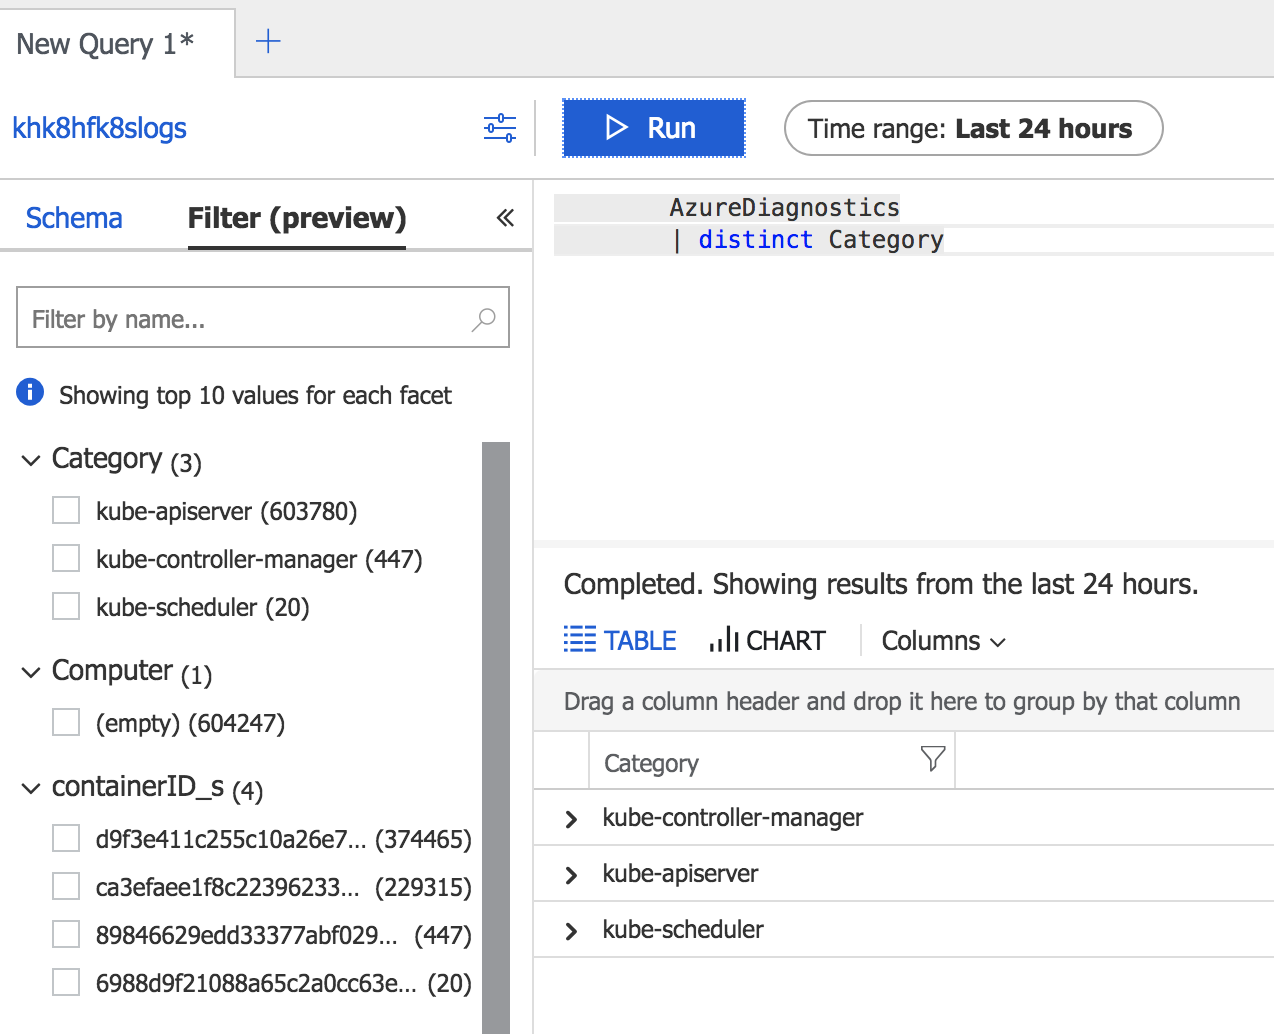 New Query 1*
khk8hfk8slogs
Run
Time range: Last 24 hours
Schema
Filter (preview)
AzureDiagnostics
| distinct Category
Filter by name...
Showing top 10 values for each facet
Category (3)
kube-apiserver (603780)
kube-controller-manager (447)
kube-scheduler (20)
Computer (1)
(empty) (604247)
containerID_s (4)
d9f3e411c255c10a26e7... (374465)
ca3efaee1f8c22396233... (229315)
89846629edd33377abf029... (447)
6988d9f21088a65c2a0cc63e... (20)
Completed. Showing results from the last 24 hours.
TABLE
CHART
Columns
Drag a column header and drop it here to group by that column
Category
kube-controller-manager
kube-apiserver
kube-scheduler